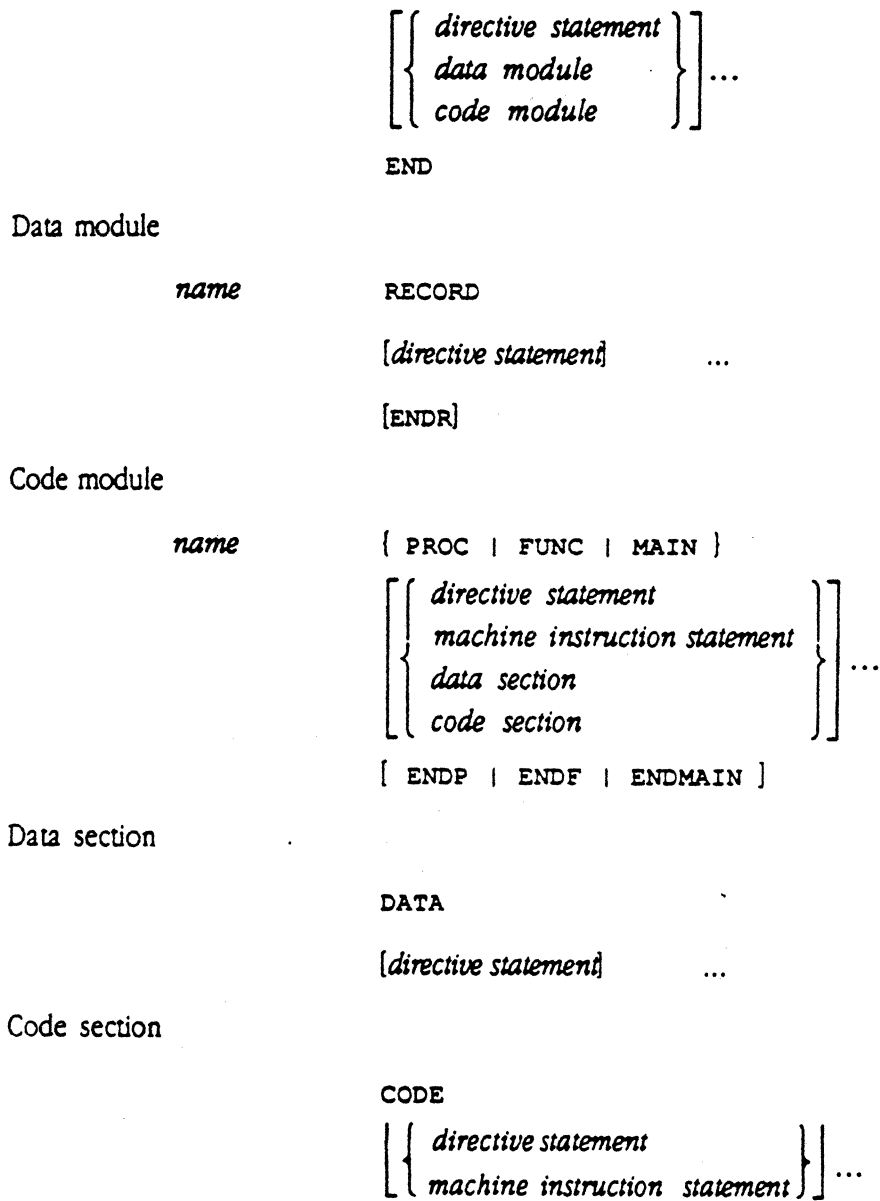 directive statement
data module
code module
...
END
Data module
name RECORD
[directive statement] ...
[ENDR]
Code module
name { PROC | FUNC | MAIN }
directive statement
machine instruction statement
data section
code section
...
[ ENDP | ENDF | ENDMAIN ]
Data section
DATA
[directive statement] ...
Code section
CODE
directive statement
machine instruction statement
...